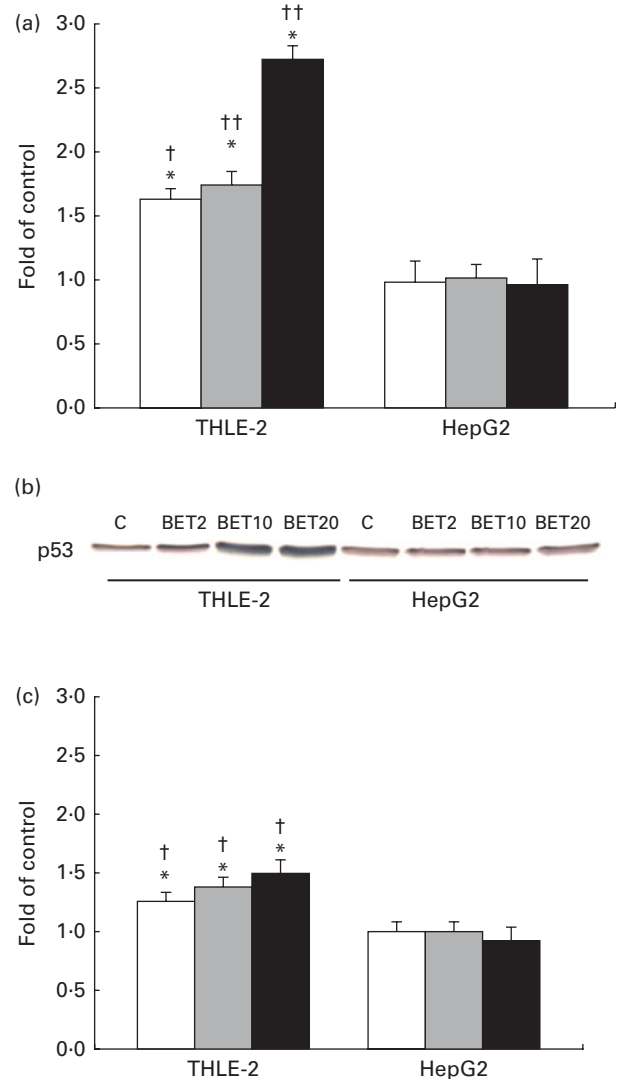 (a)
Fold of control
3·0
2·5
2·0
1·5
1·0
0·5
0·0
†
*
††
*
††
*
THLE-2 HepG2
(b)
C BET2 BET10 BET20 C BET2 BET10 BET20
p53
THLE-2 HepG2
(c)
Fold of control
3·0
2·5
2·0
1·5
1·0
0·5
0·0
†
*
†
*
†
*
THLE-2 HepG2